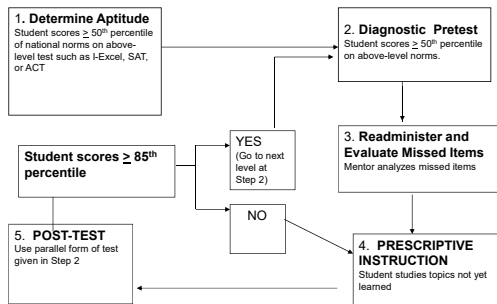 1. Determine Aptitude
Student scores ≥ 50th percentile
of national norms on above-
level test such as I-Excel, SAT,
or ACT
2. Diagnostic Pretest
Student scores ≥ 50th percentile
on above-level norms.
YES
(Go to next
level at
Step 2)
3. Readminister and
Evaluate Missed Items
Mentor analyzes missed items
Student scores ≥ 85th
percentile
NO
5. POST-TEST
Use parallel form of test
given in Step 2
4. PRESCRIPTIVE
INSTRUCTION
Student studies topics not yet
learned